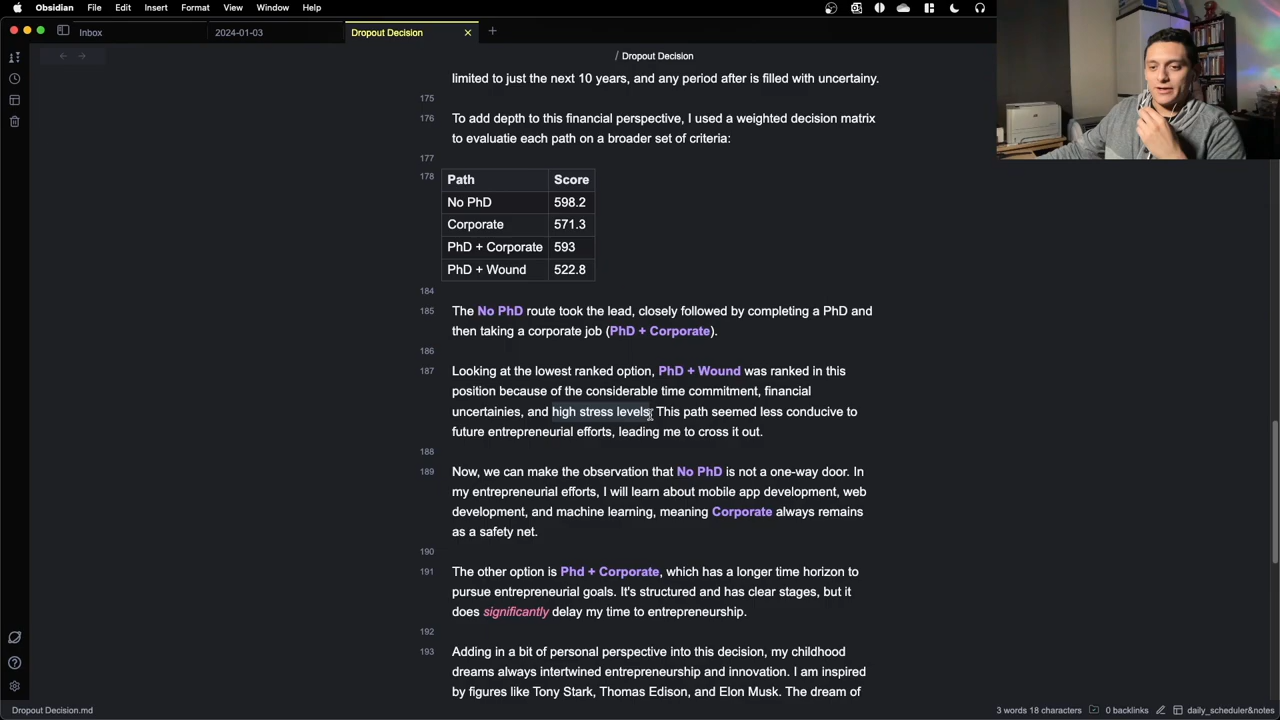 Obsidian File Edit Insert Format View Window Help
Inbox 2024-01-03 Dropout Decision
/ Dropout Decision
limited to just the next 10 years, and any period after is filled with uncertainy.
175
176 To add depth to this financial perspective, I used a weighted decision matrix
to evaluatie each path on a broader set of criteria:
177
178 Path Score
No PhD 598.2
Corporate 571.3
PhD + Corporate 593
PhD + Wound 522.8
184
185 The No PhD route took the lead, closely followed by completing a PhD and
then taking a corporate job (PhD + Corporate).
186
187 Looking at the lowest ranked option, PhD + Wound was ranked in this
position because of the considerable time commitment, financial
uncertainies, and high stress levels. This path seemed less conducive to
future entrepreneurial efforts, leading me to cross it out.
188
189 Now, we can make the observation that No PhD is not a one-way door. In
my entrepreneurial efforts, I will learn about mobile app development, web
development, and machine learning, meaning Corporate always remains
as a safety net.
190
191 The other option is Phd + Corporate, which has a longer time horizon to
pursue entrepreneurial goals. It's structured and has clear stages, but it
does significantly delay my time to entrepreneurship.
192
193 Adding in a bit of personal perspective into this decision, my childhood
dreams always intertwined entrepreneurship and innovation. I am inspired
by figures like Tony Stark, Thomas Edison, and Elon Musk. The dream of
Dropout Decision.md 3 words 18 characters 0 backlinks daily_scheduler&notes